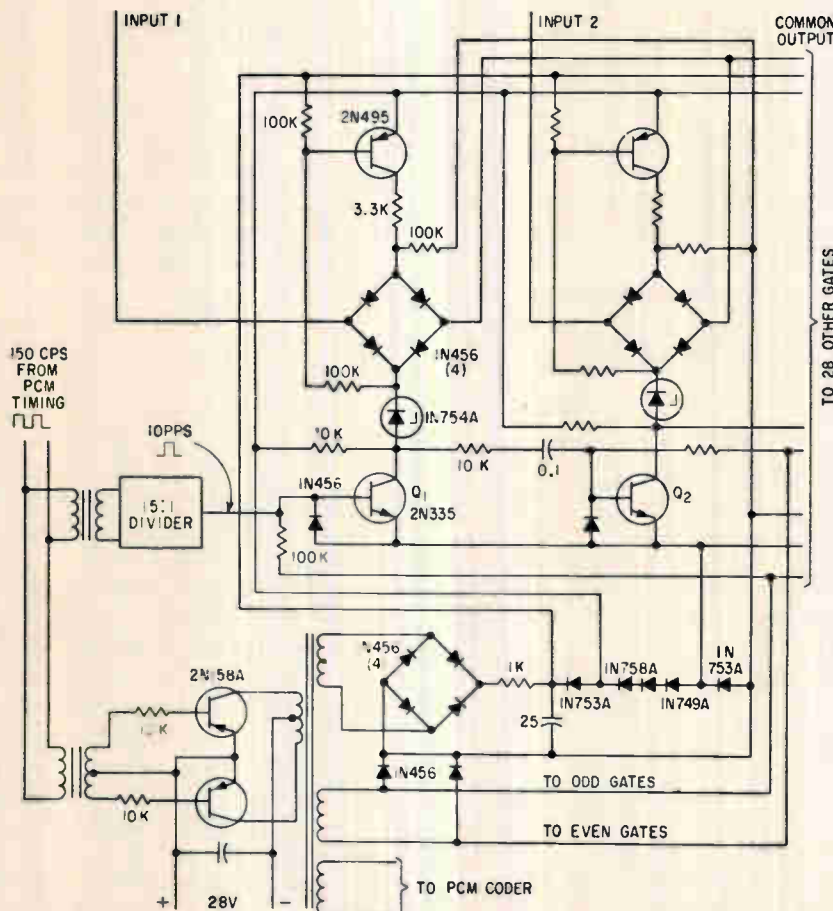 INPUT 1
INPUT 2
COMMON
OUTPUT
100K
2N495
3.3K
100K
1N456
(4)
100K
1N754A
10K
10K
0.1
TO 28 OTHER GATES
150 CPS
FROM
PCM
TIMING
10PPS
15:1
DIVIDER
1N456
Q1
2N335
Q2
100K
2N158A
10K
N456
(4
1K
25
1N753A
1N758A
1N749A
1N
753A
1N456
TO ODD GATES
TO EVEN GATES
TO PCM CODER
+ 28V -